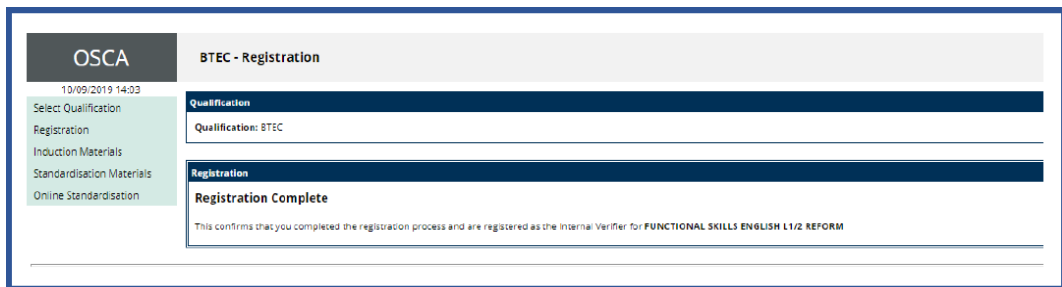 OSCA
BTEC - Registration
10/09/2019 14:03
Select Qualification
Registration
Induction Materials
Standardisation Materials
Online Standardisation
Qualification
Qualification: BTEC
Registration
Registration Complete
This confirms that you completed the registration process and are registered as the Internal Verifier for FUNCTIONAL SKILLS ENGLISH L1/2 REFORM